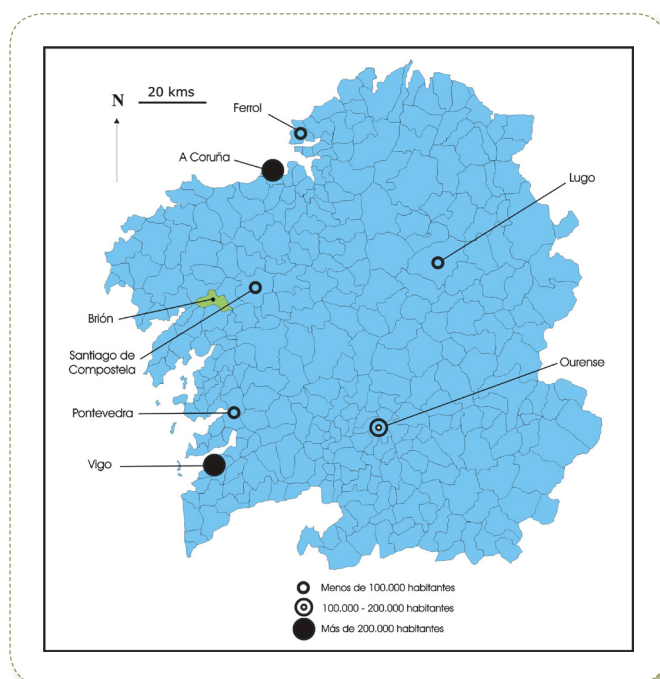 N
20 kms
Ferrol
A Coruña
Lugo
Brión
Santiago de
Compostela
Ourense
Pontevedra
Vigo
Menos de 100.000 habitantes
100.000 - 200.000 habitantes
Más de 200.000 habitantes